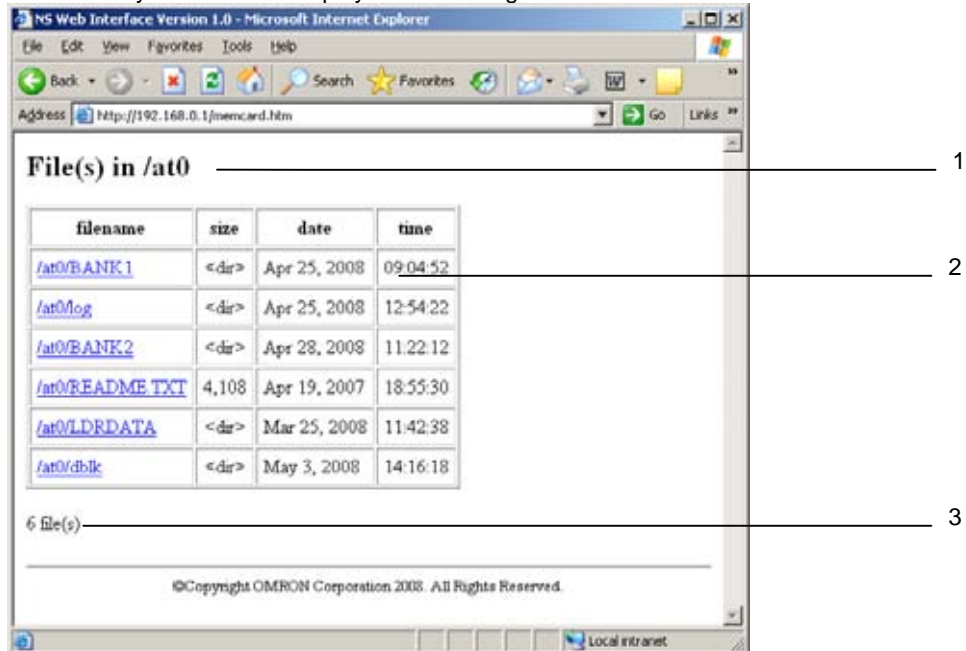 NS Web Interface Version 1.0 - Microsoft Internet Explorer
File Edit View Favorites Tools Help
Back Search Favorites
Address http://192.168.0.1/memcard.htm Go Links
File(s) in /at0 1
filename size date time
/at0/BANK1 <dir> Apr 25, 2008 09:04:52 2
/at0/log <dir> Apr 25, 2008 12:54:22
/at0/BANK2 <dir> Apr 28, 2008 11:22:12
/at0/README.TXT 4,108 Apr 19, 2007 18:55:30
/at0/LDRDATA <dir> Mar 25, 2008 11:42:38
/at0/dblk <dir> May 3, 2008 14:16:18
6 file(s) 3
©Copyright OMRON Corporation 2008. All Rights Reserved.
Local intranet